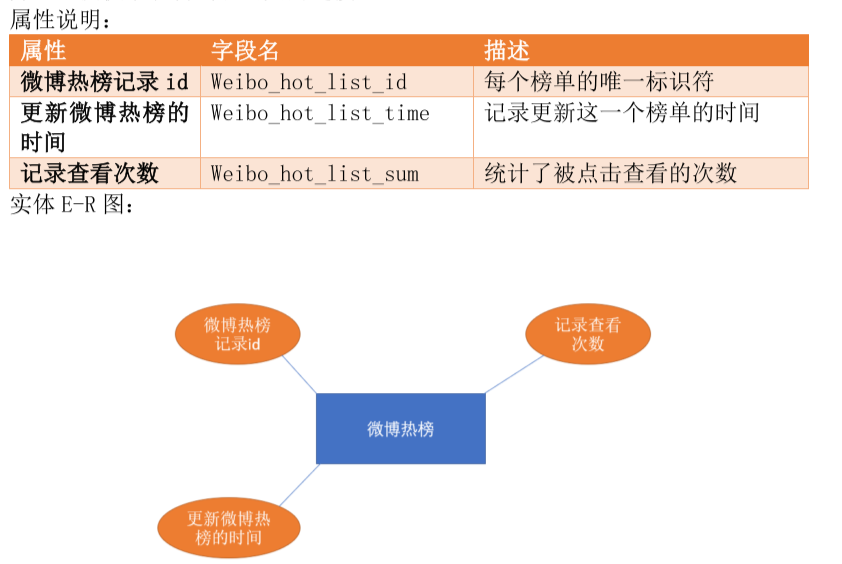 属性说明：
属性 字段名 描述
微博热榜记录 id Weibo_hot_list_id 每个榜单的唯一标识符
更新微博热榜的 Weibo_hot_list_time 记录更新这一个榜单的时间
时间
记录查看次数 Weibo_hot_list_sum 统计了被点击查看的次数
实体 E-R 图：
微博热榜
记录id
记录查看
次数
微博热榜
更新微博热
榜的时间